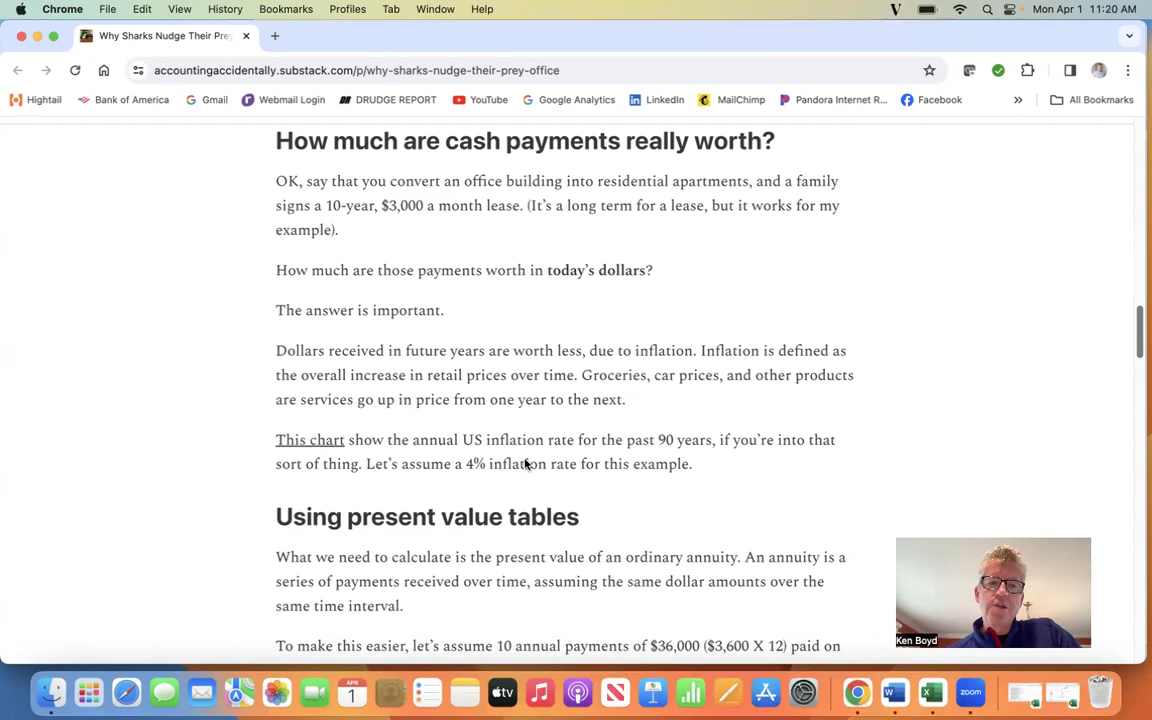 Chrome File Edit View History Bookmarks Profiles Tab Window Help V Mon Apr 1 11:20 AM
Why Sharks Nudge Their Prey
accountingaccidentally.substack.com/p/why-sharks-nudge-their-prey-office
Hightail Bank of America Gmail Webmail Login DRUDGE REPORT YouTube Google Analytics LinkedIn MailChimp Pandora Internet R... Facebook » All Bookmarks
How much are cash payments really worth?
OK, say that you convert an office building into residential apartments, and a family
signs a 10-year, $3,000 a month lease. (It’s a long term for a lease, but it works for my
example).
How much are those payments worth in today’s dollars?
The answer is important.
Dollars received in future years are worth less, due to inflation. Inflation is defined as
the overall increase in retail prices over time. Groceries, car prices, and other products
are services go up in price from one year to the next.
This chart show the annual US inflation rate for the past 90 years, if you’re into that
sort of thing. Let’s assume a 4% inflation rate for this example.
Using present value tables
What we need to calculate is the present value of an ordinary annuity. An annuity is a
series of payments received over time, assuming the same dollar amounts over the
same time interval.
To make this easier, let’s assume 10 annual payments of $36,000 ($3,600 X 12) paid on
Ken Boyd
APR
1
tv
zoom